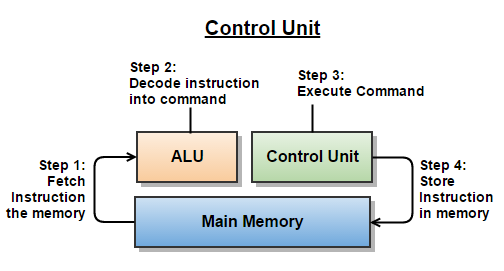 Control Unit
Step 2:
Decode instruction
into command
Step 3:
Execute Command
ALU
Control Unit
Step 1:
Fetch
Instruction
the memory
Step 4:
Store
Instruction
in memory
Main Memory